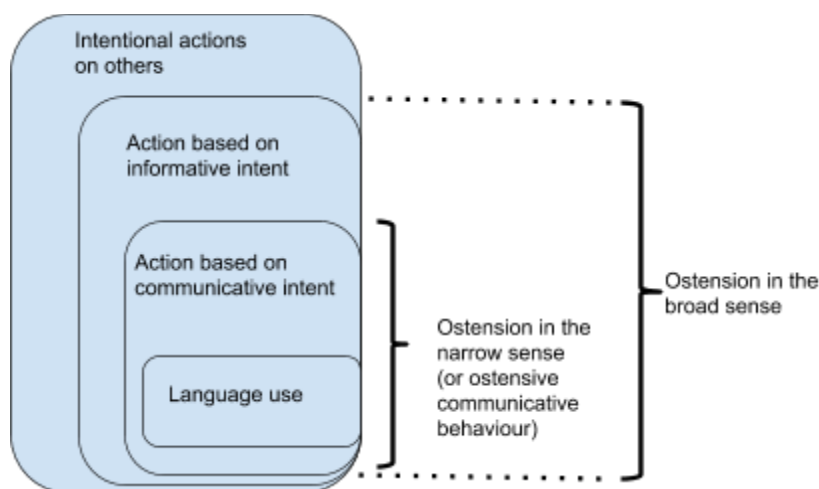 Intentional actions
on others
Action based on
informative intent
Action based on
communicative intent
Language use
Ostension in the
narrow sense
(or ostensive
communicative
behaviour)
Ostension in the
broad sense